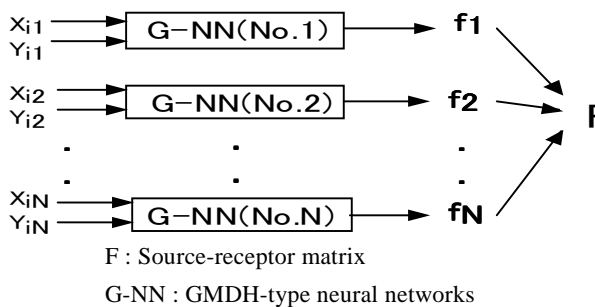 Xi1 Yi1 G-NN(No.1) f1
Xi2 Yi2 G-NN(No.2) f2
F
XiN YiN G-NN(No.N) fN
F : Source-receptor matrix
G-NN : GMDH-type neural networks